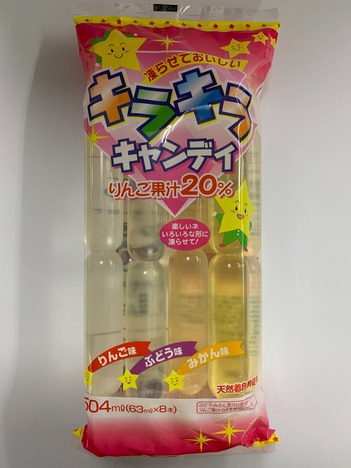 凍らせておいしい
キラキラ
キャンディ
りんご果汁20%
楽しいネ
いろいろな形に
凍らせて!
りんご味
ぶどう味
みかん味
504mℓ(63mℓ×8本)
天然着色料使用